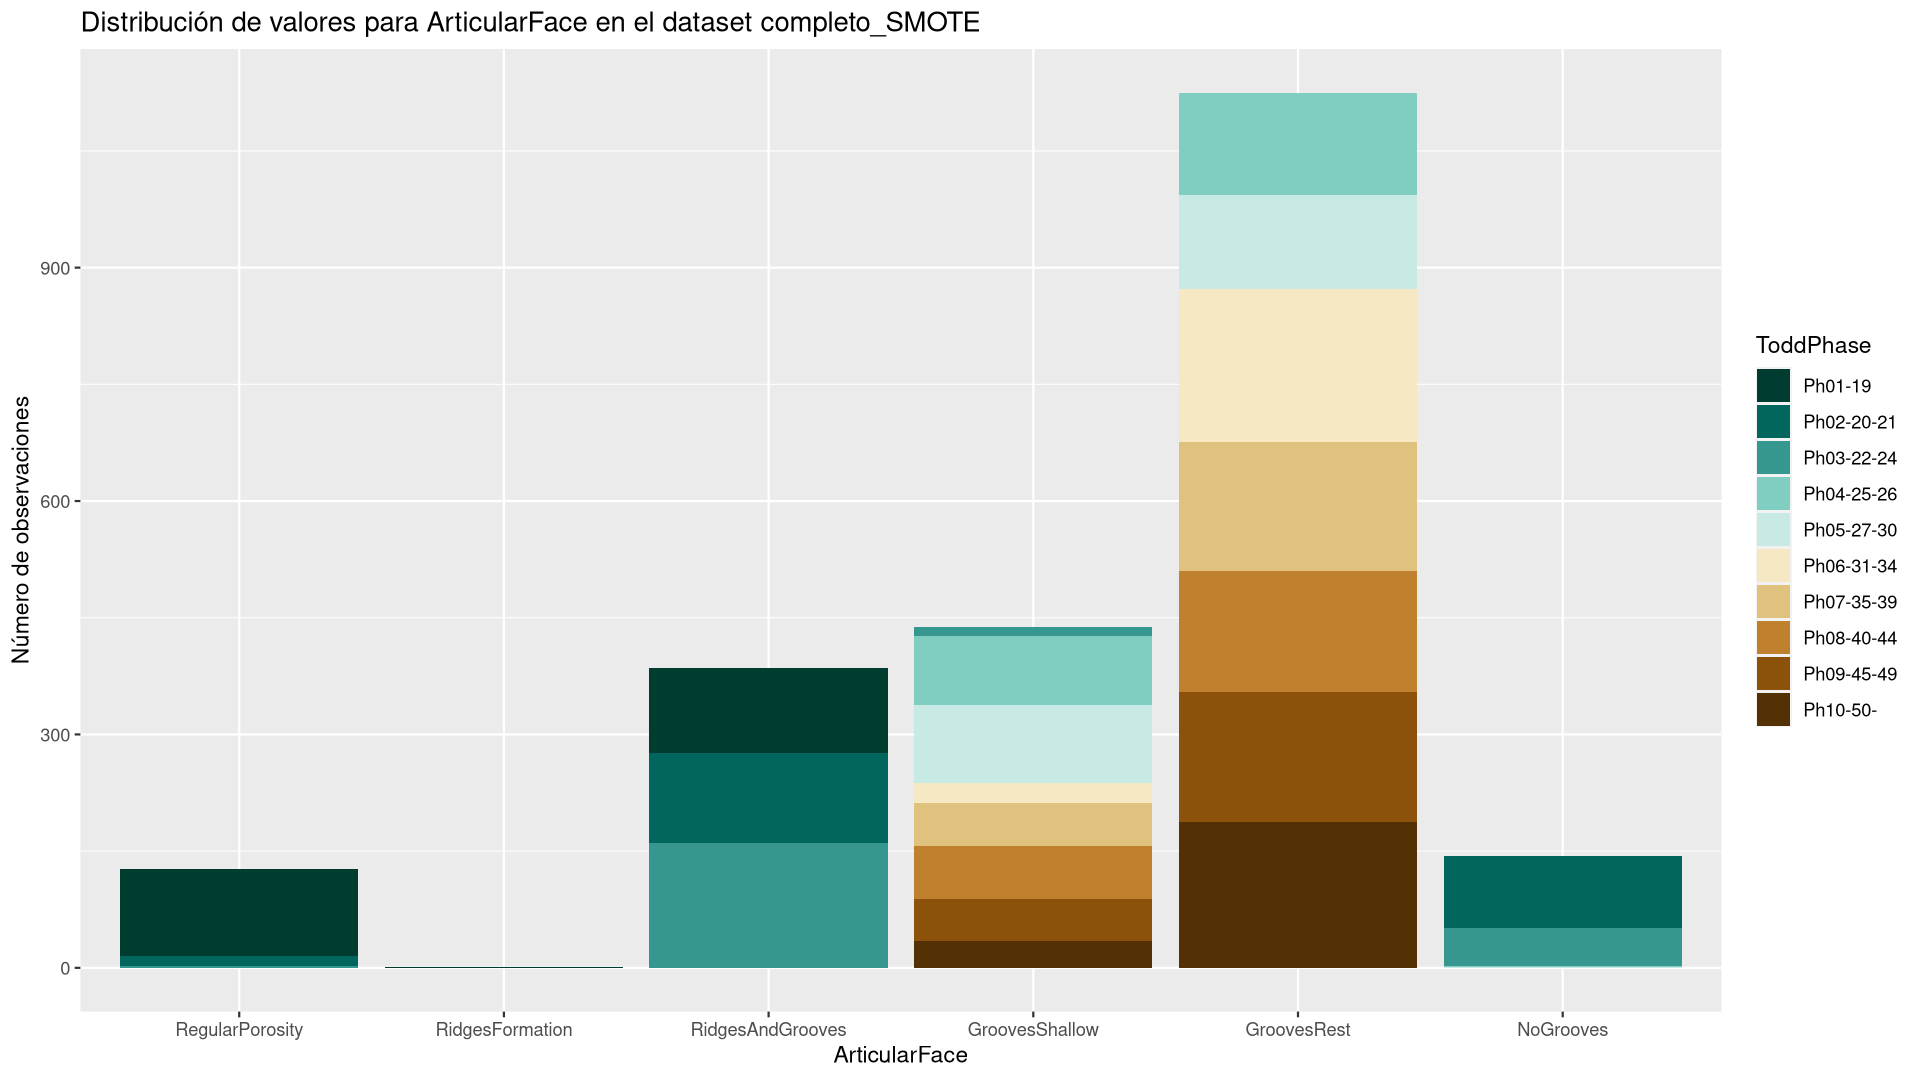 Distribución de valores para ArticularFace en el dataset completo_SMOTE
Número de observaciones
900
600
300
0
RegularPorosity
RidgesFormation
RidgesAndGrooves
GroovesShallow
GroovesRest
NoGrooves
ArticularFace
ToddPhase
Ph01-19
Ph02-20-21
Ph03-22-24
Ph04-25-26
Ph05-27-30
Ph06-31-34
Ph07-35-39
Ph08-40-44
Ph09-45-49
Ph10-50-